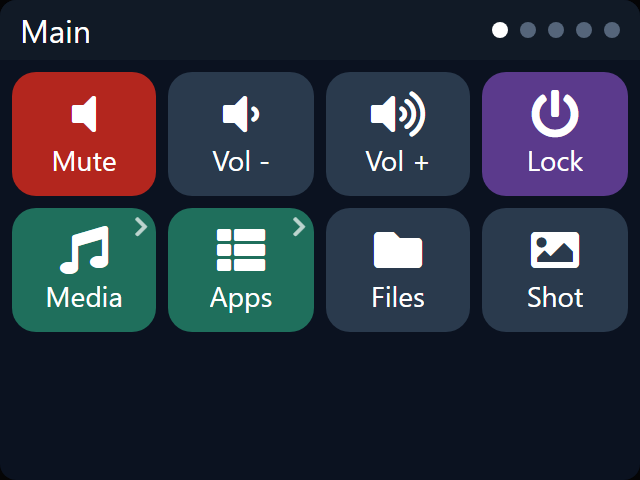 Main
Mute
Vol -
Vol +
Lock
Media
Apps
Files
Shot